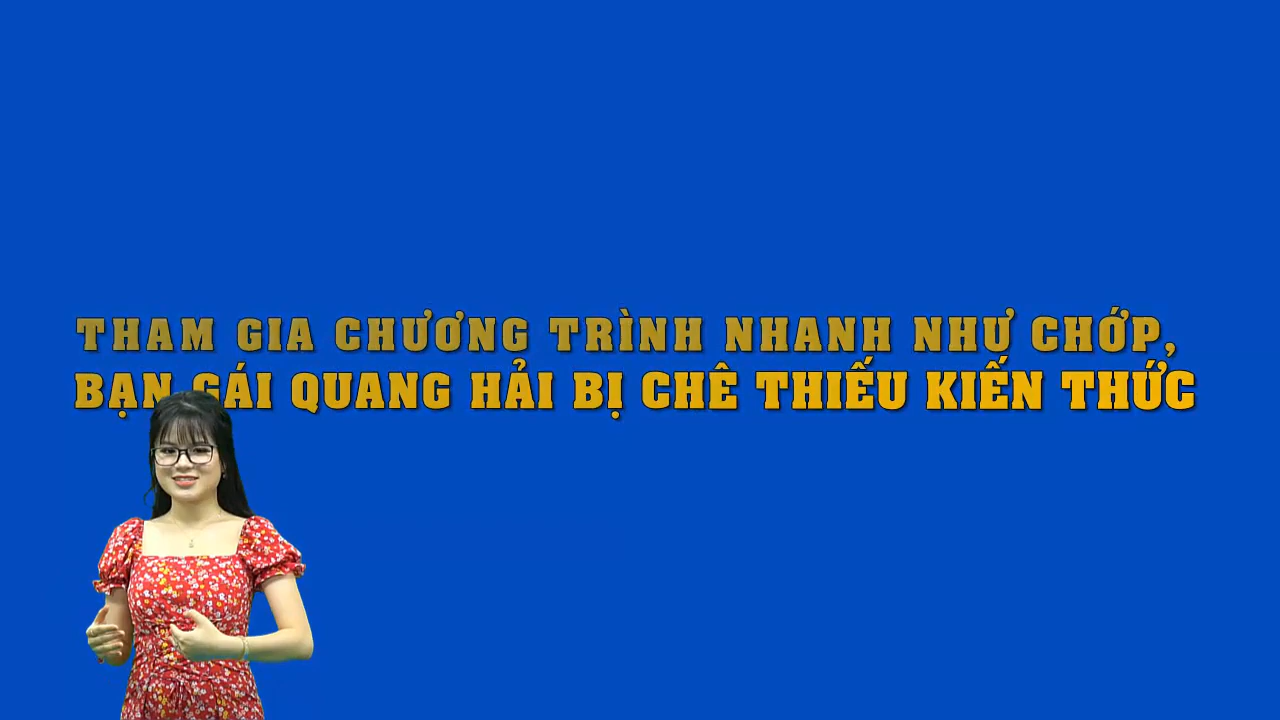 THAM GIA CHƯƠNG TRÌNH NHANH NHƯ CHỚP,
BẠN GÁI QUANG HẢI BỊ CHÊ THIẾU KIẾN THỨC